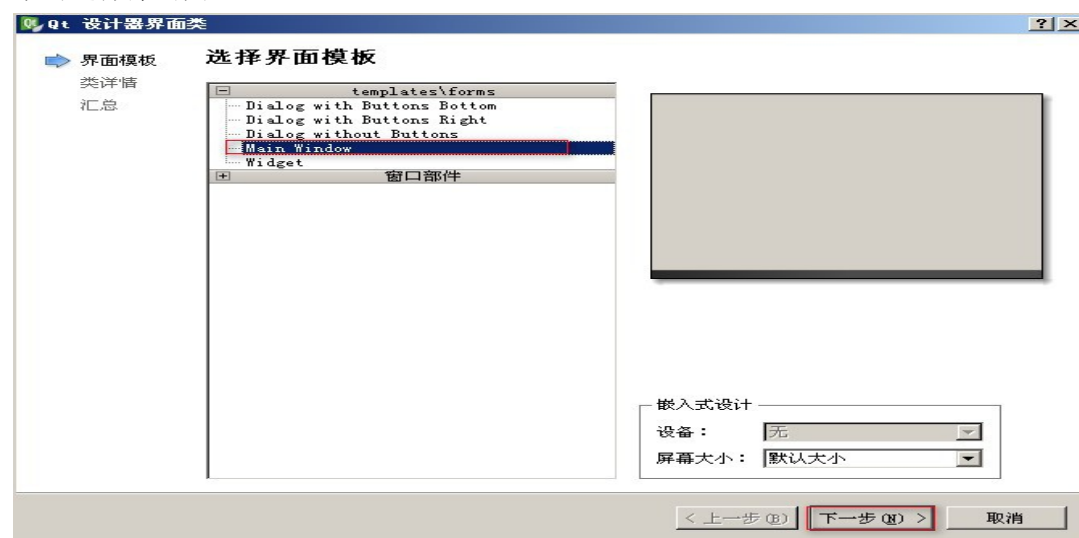 Qt 设计器界面类
界面模板
类详情
汇总
选择界面模板
templates\forms
Dialog with Buttons Bottom
Dialog with Buttons Right
Dialog without Buttons
Main Window
Widget
窗口部件
嵌入式设计
设备： 无
屏幕大小： 默认大小
< 上一步(B) 下一步(N) > 取消